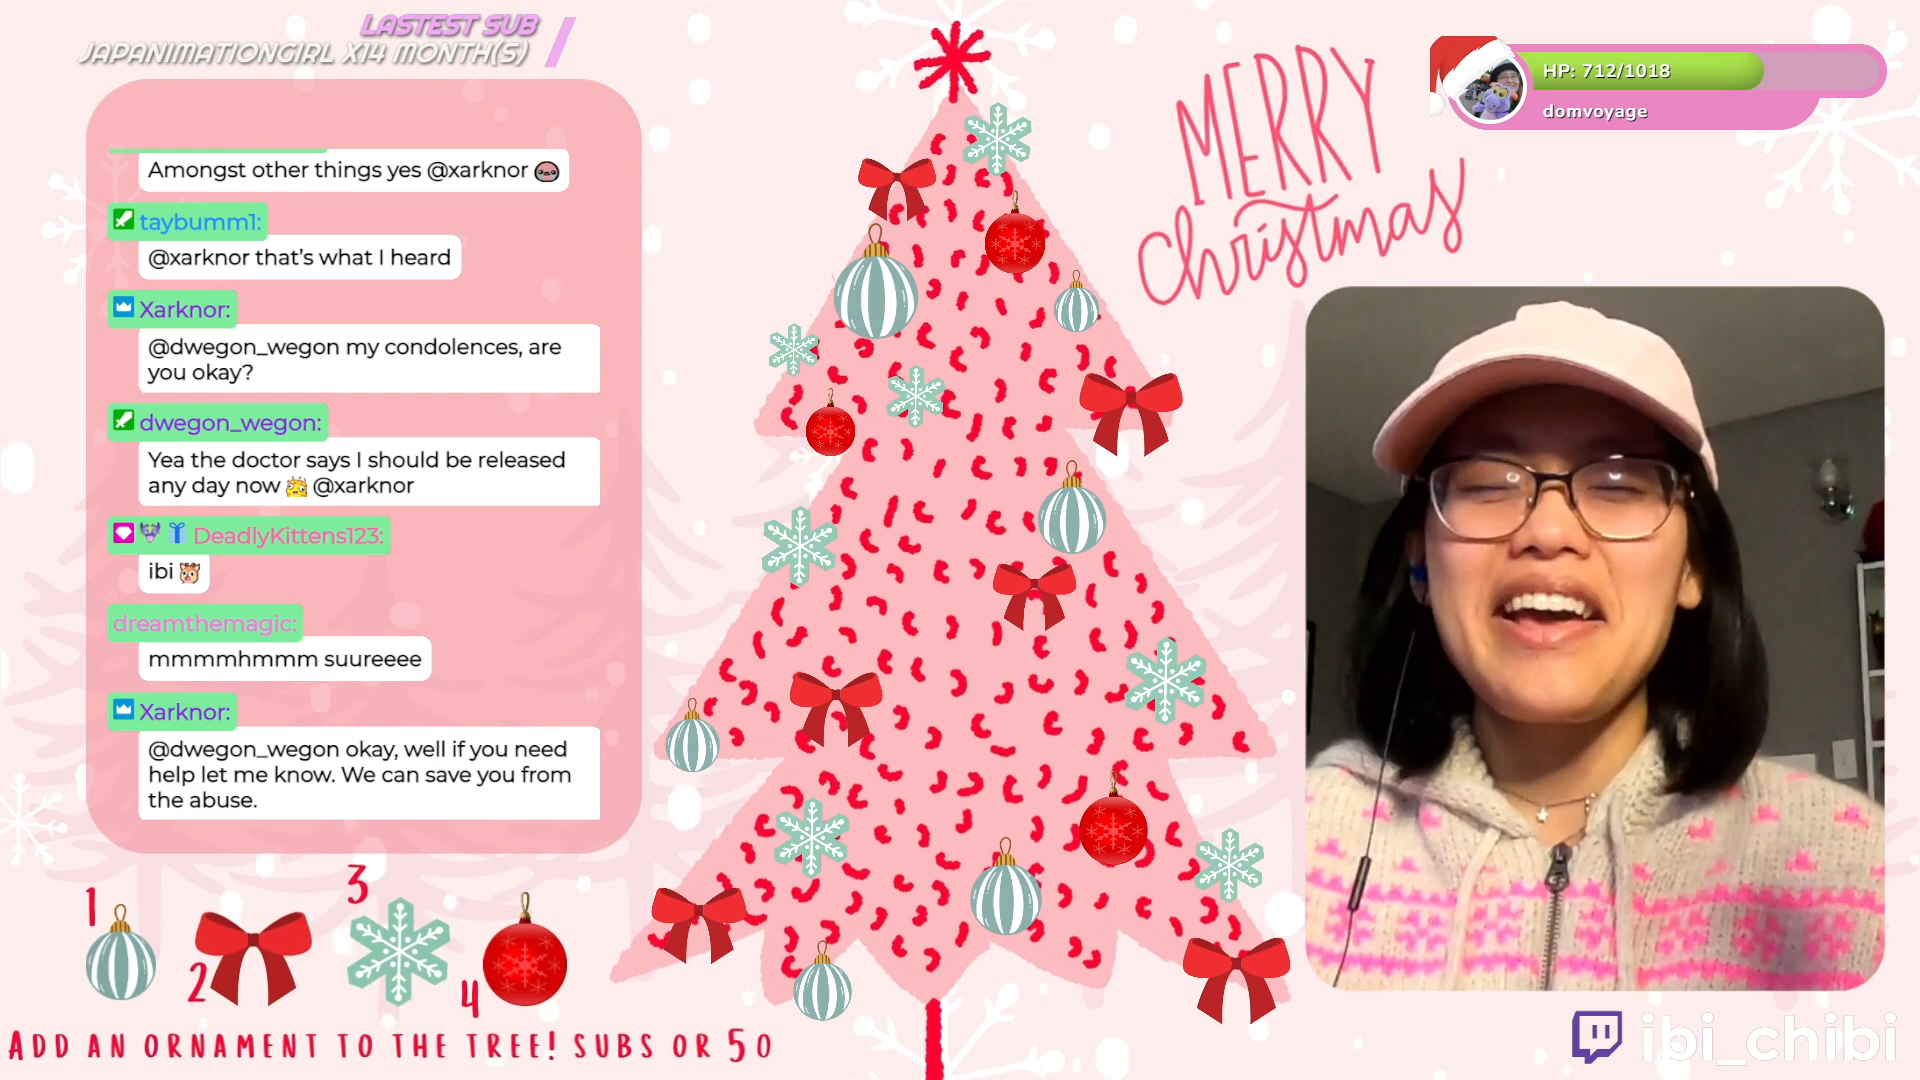 LASTEST SUB
JAPANIMATIONGIRL X14 MONTH(S)
Amongst other things yes @xarknor
taybumm1:
@xarknor that's what I heard
Xarknor:
@dwegon_wegon my condolences, are
you okay?
dwegon_wegon:
Yea the doctor says I should be released
any day now @xarknor
DeadlyKittens123:
ibi
dreamthemagic:
mmmmhmmm suureeee
Xarknor:
@dwegon_wegon okay, well if you need
help let me know. We can save you from
the abuse.
1
2
3
4
ADD AN ORNAMENT TO THE TREE! SUBS OR 50
MERRY
christmas
HP: 712/1018
domvoyage
ibi_chibi